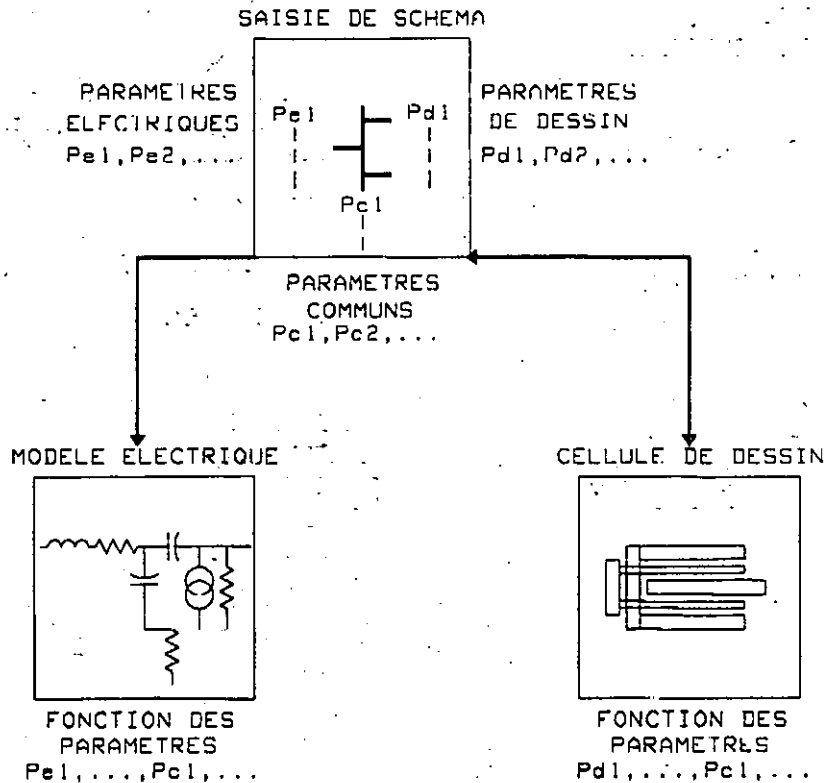 SAISIE DE SCHEMA
PARAMETRES
ELECTRIQUES
Pe1,Pe2,...
Pe1
Pd1
Pc1
PARAMETRES
DE DESSIN
Pd1,Pd2,...
PARAMETRES
COMMUNS
Pc1,Pc2,...
MODELE ELECTRIQUE
CELLULE DE DESSIN
FONCTION DES
PARAMETRES
Pe1,...,Pc1,...
FONCTION DES
PARAMETRES
Pd1,...,Pc1,...